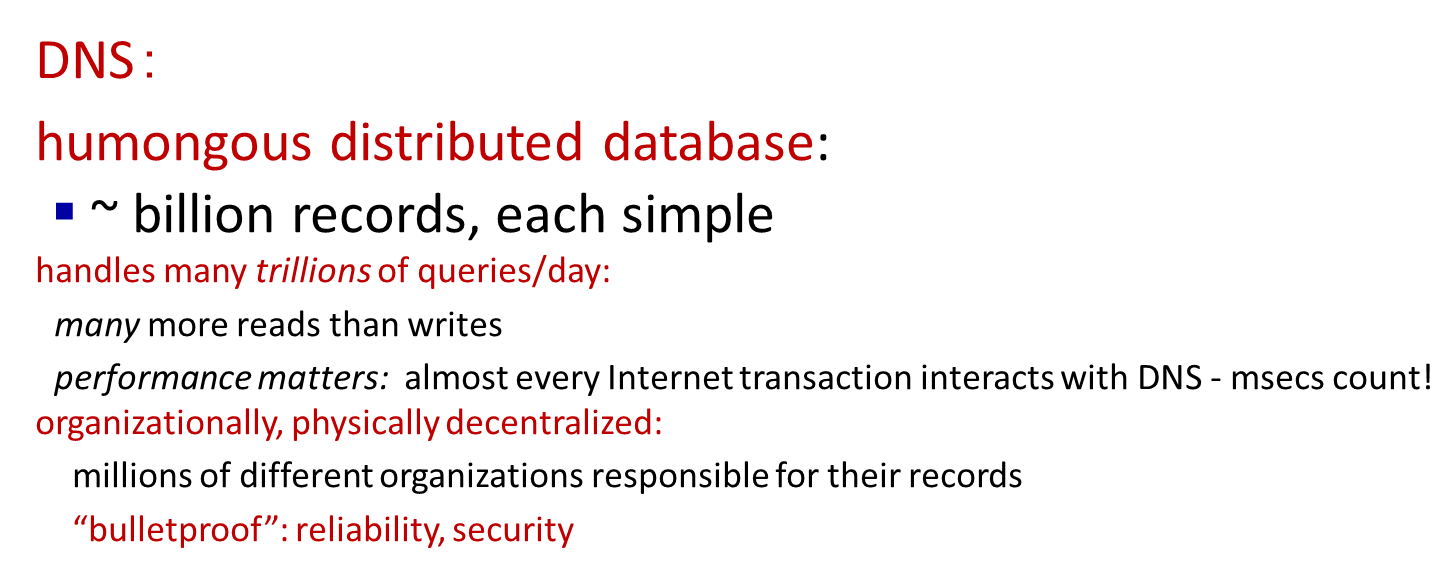 DNS :
humongous distributed database:
▪ ~ billion records, each simple
handles many trillions of queries/day:
many more reads than writes
performance matters: almost every Internet transaction interacts with DNS - msecs count!
organizationally, physically decentralized:
millions of different organizations responsible for their records
“bulletproof”: reliability, security